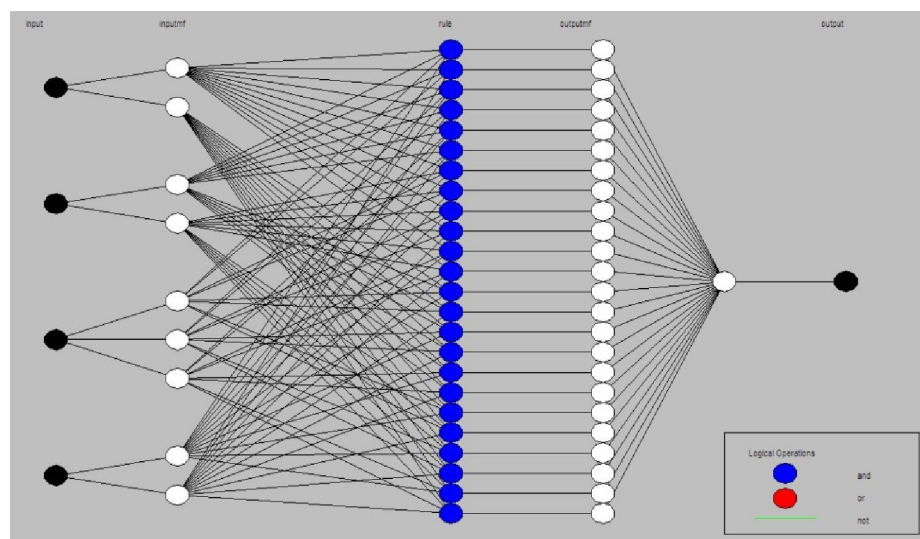 input inputmf rule outputmf output
Logical Operations
and
or
not